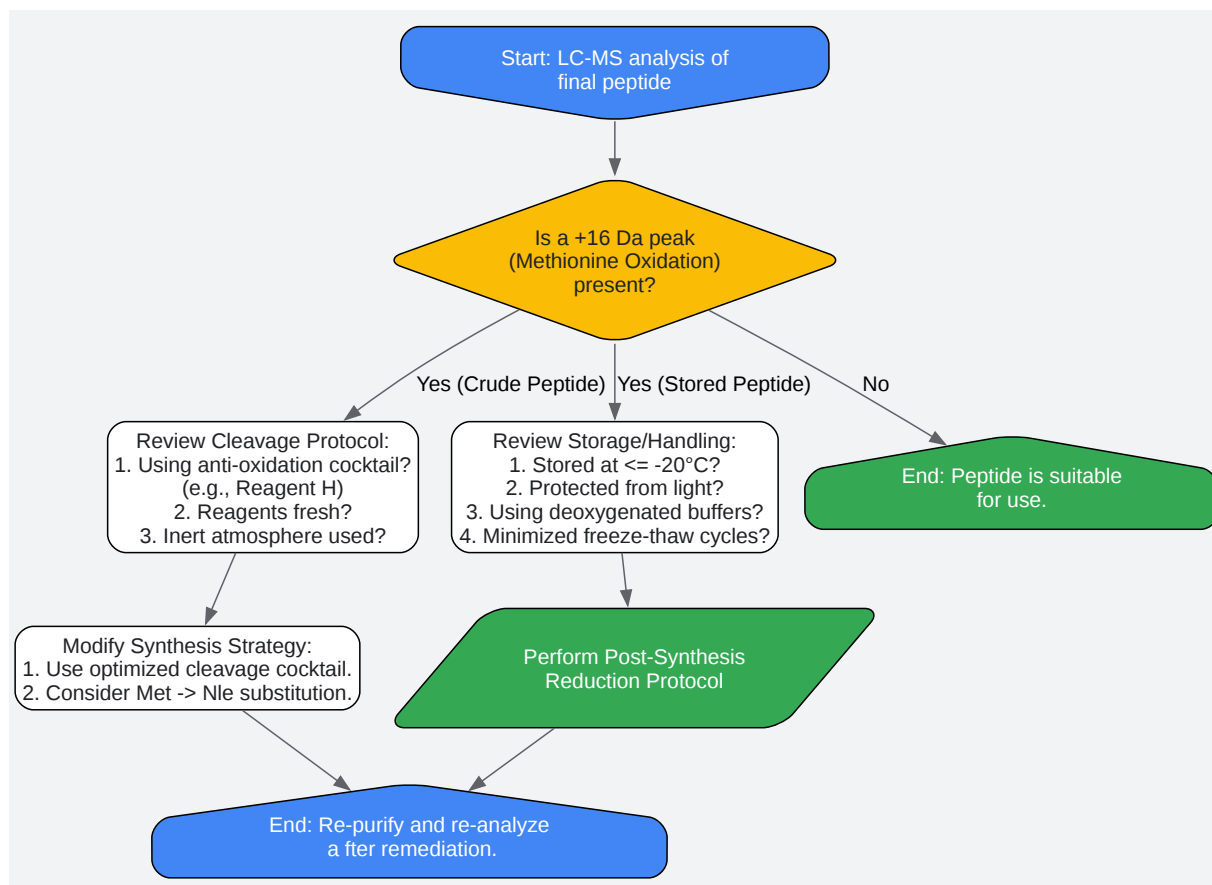 Start: LC-MS analysis of
final peptide
Is a +16 Da peak
(Methionine Oxidation)
present?
Yes (Crude Peptide)
Yes (Stored Peptide)
No
Review Cleavage Protocol:
1. Using anti-oxidation cocktail?
(e.g., Reagent H)
2. Reagents fresh?
3. Inert atmosphere used?
Review Storage/Handling:
1. Stored at <= -20°C?
2. Protected from light?
3. Using deoxygenated buffers?
4. Minimized freeze-thaw cycles?
End: Peptide is suitable
for use.
Modify Synthesis Strategy:
1. Use optimized cleavage cocktail.
2. Consider Met -> Nle substitution.
Perform Post-Synthesis
Reduction Protocol
End: Re-purify and re-analyze
a fter remediation.